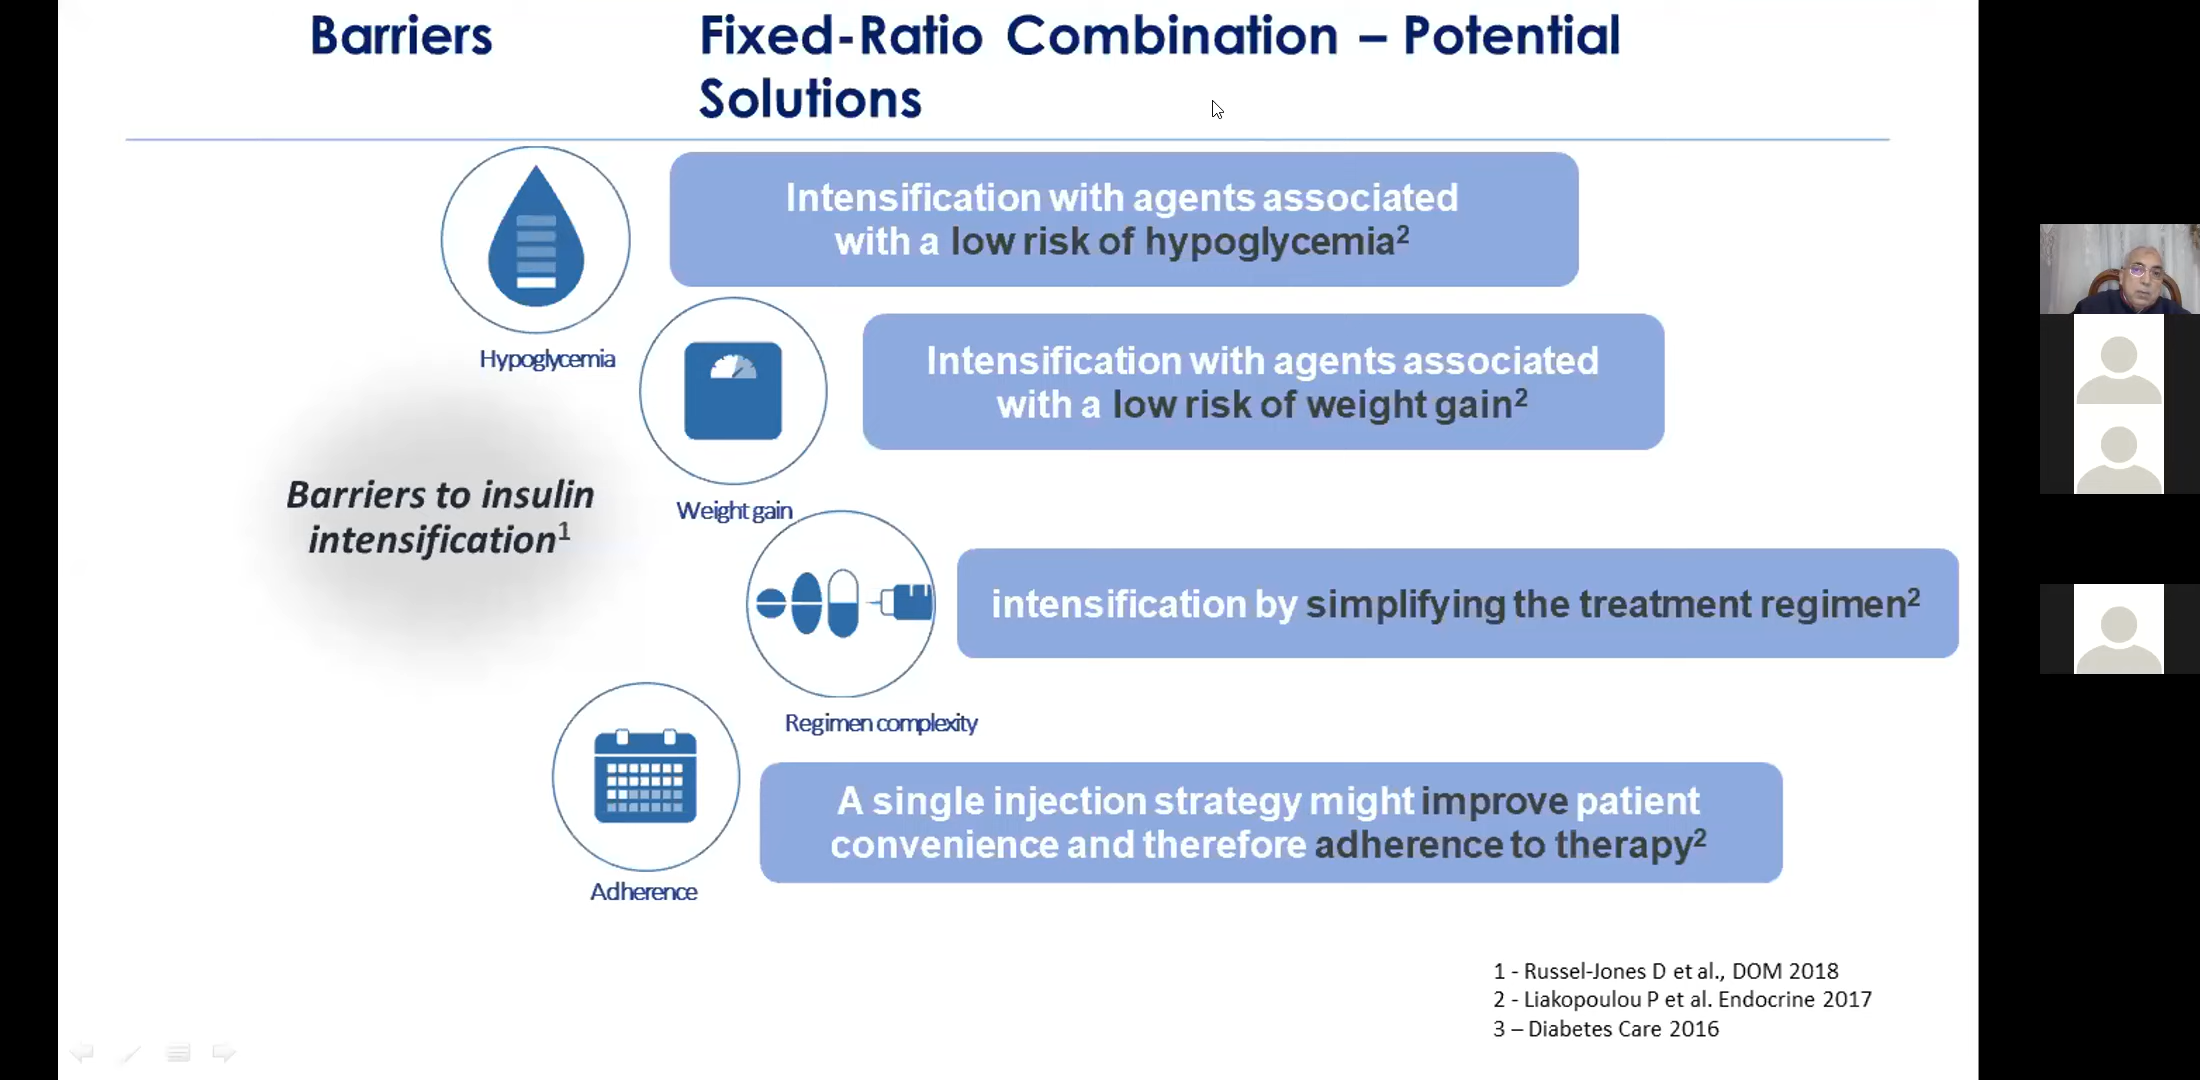 Barriers
Fixed-Ratio Combination – Potential
Solutions
Intensification with agents associated
with a low risk of hypoglycemia²
Hypoglycemia
Intensification with agents associated
with a low risk of weight gain²
Weight gain
Barriers to insulin
intensification¹
intensification by simplifying the treatment regimen²
Regimen complexity
A single injection strategy might improve patient
convenience and therefore adherence to therapy²
Adherence
1 - Russel-Jones D et al., DOM 2018
2 - Liakopoulou P et al. Endocrine 2017
3 – Diabetes Care 2016